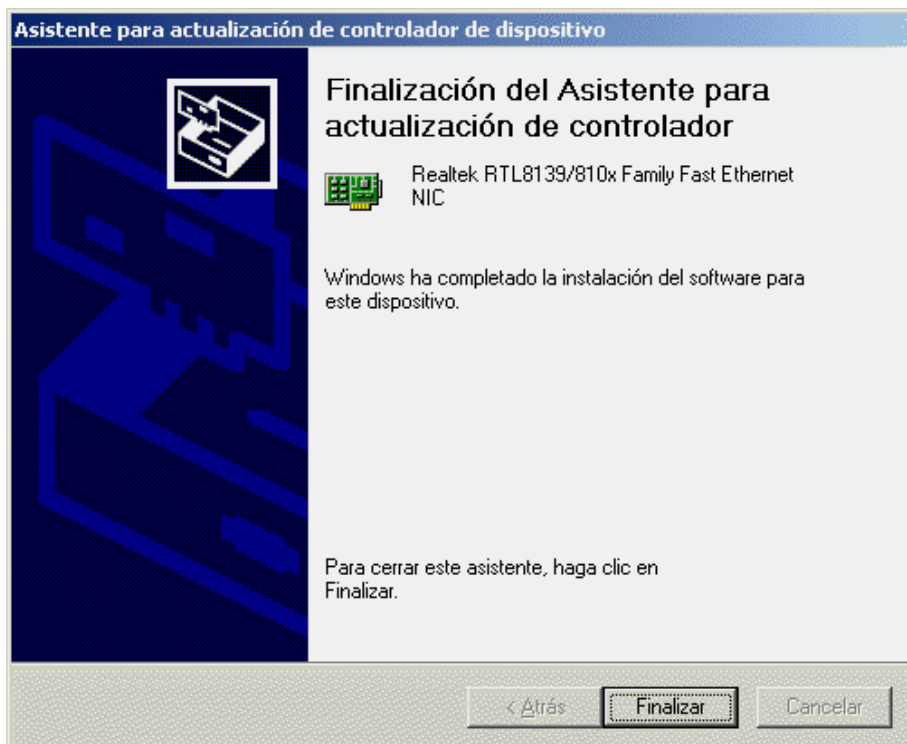 Asistente para actualización de controlador de dispositivo
Finalización del Asistente para
actualización de controlador
Realtek RTL8139/810x Family Fast Ethernet
NIC
Windows ha completado la instalación del software para
este dispositivo.
Para cerrar este asistente, haga clic en
Finalizar.
< Atrás Finalizar Cancelar